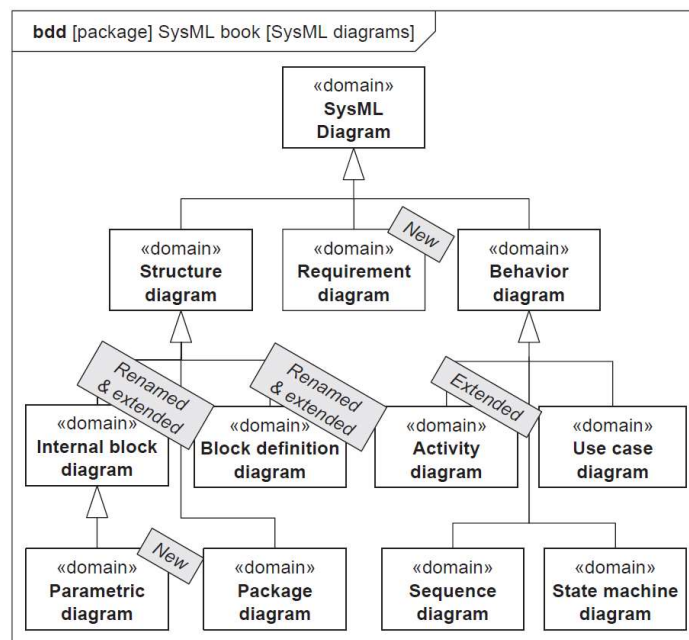 bdd [package] SysML book [SysML diagrams]
«domain»
SysML
Diagram
New
«domain»
Structure
diagram
«domain»
Requirement
diagram
«domain»
Behavior
diagram
Renamed
& extended
Renamed
& extended
Extended
«domain»
Internal block
diagram
«domain»
Block definition
diagram
«domain»
Activity
diagram
«domain»
Use case
diagram
New
«domain»
Parametric
diagram
«domain»
Package
diagram
«domain»
Sequence
diagram
«domain»
State machine
diagram